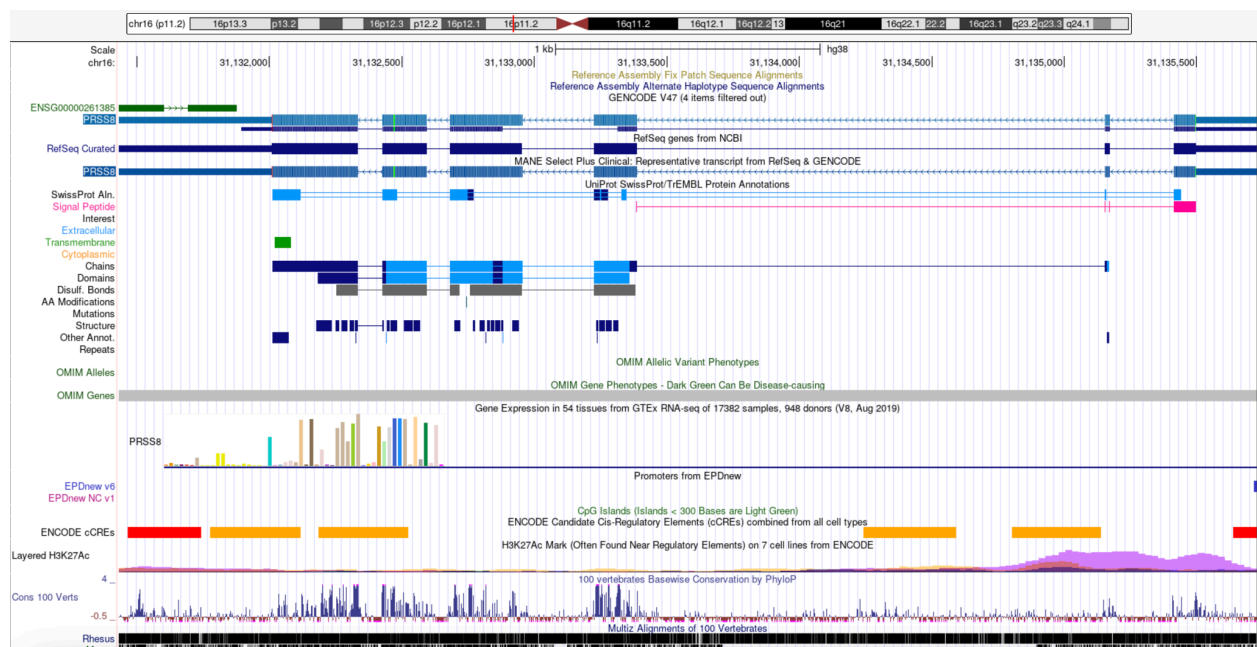 chr16 (p11.2) 16p13.3 p13.2 16p12.3 p12.2 16p12.1 16p11.2 16q11.2 16q12.1 16q12.2 13 16q21 16q22.1 22.2 16q23.1 q23.2 q23.3 q24.1
Scale 1 kb hg38
chr16: 31,132,000 31,132,500 31,133,000 31,133,500 31,134,000 31,134,500 31,135,000 31,135,500
Reference Assembly Fix Patch Sequence Alignments
Reference Assembly Alternate Haplotype Sequence Alignments
GENCODE V47 (4 items filtered out)
ENSG00000261385
PRSS8
RefSeq genes from NCBI
RefSeq Curated
MANE Select Plus Clinical: Representative transcript from RefSeq & GENCODE
PRSS8
UniProt SwissProt/TrEMBL Protein Annotations
SwissProt Aln.
Signal Peptide
Interest
Extracellular
Transmembrane
Cytoplasmic
Chains
Domains
Disulf. Bonds
AA Modifications
Mutations
Structure
Other Annot.
Repeats
OMIM Allelic Variant Phenotypes
OMIM Alleles
OMIM Gene Phenotypes - Dark Green Can Be Disease-causing
OMIM Genes
Gene Expression in 54 tissues from GTEx RNA-seq of 17382 samples, 948 donors (V8, Aug 2019)
PRSS8
Promoters from EPDnew
EPDnew v6
EPDnew NC v1
CpG Islands (Islands < 300 Bases are Light Green)
ENCODE Candidate Cis-Regulatory Elements (cCREs) combined from all cell types
ENCODE cCREs
H3K27Ac Mark (Often Found Near Regulatory Elements) on 7 cell lines from ENCODE
Layered H3K27Ac
100 vertebrates Basewise Conservation by PhyloP
4 _
Cons 100 Verts
-0.5 _
Multiz Alignments of 100 Vertebrates
Rhesus